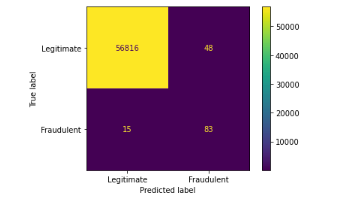 Legitimate
56816
48
True label
Fraudulent
15
83
Legitimate
Fraudulent
Predicted label
50000
40000
30000
20000
10000